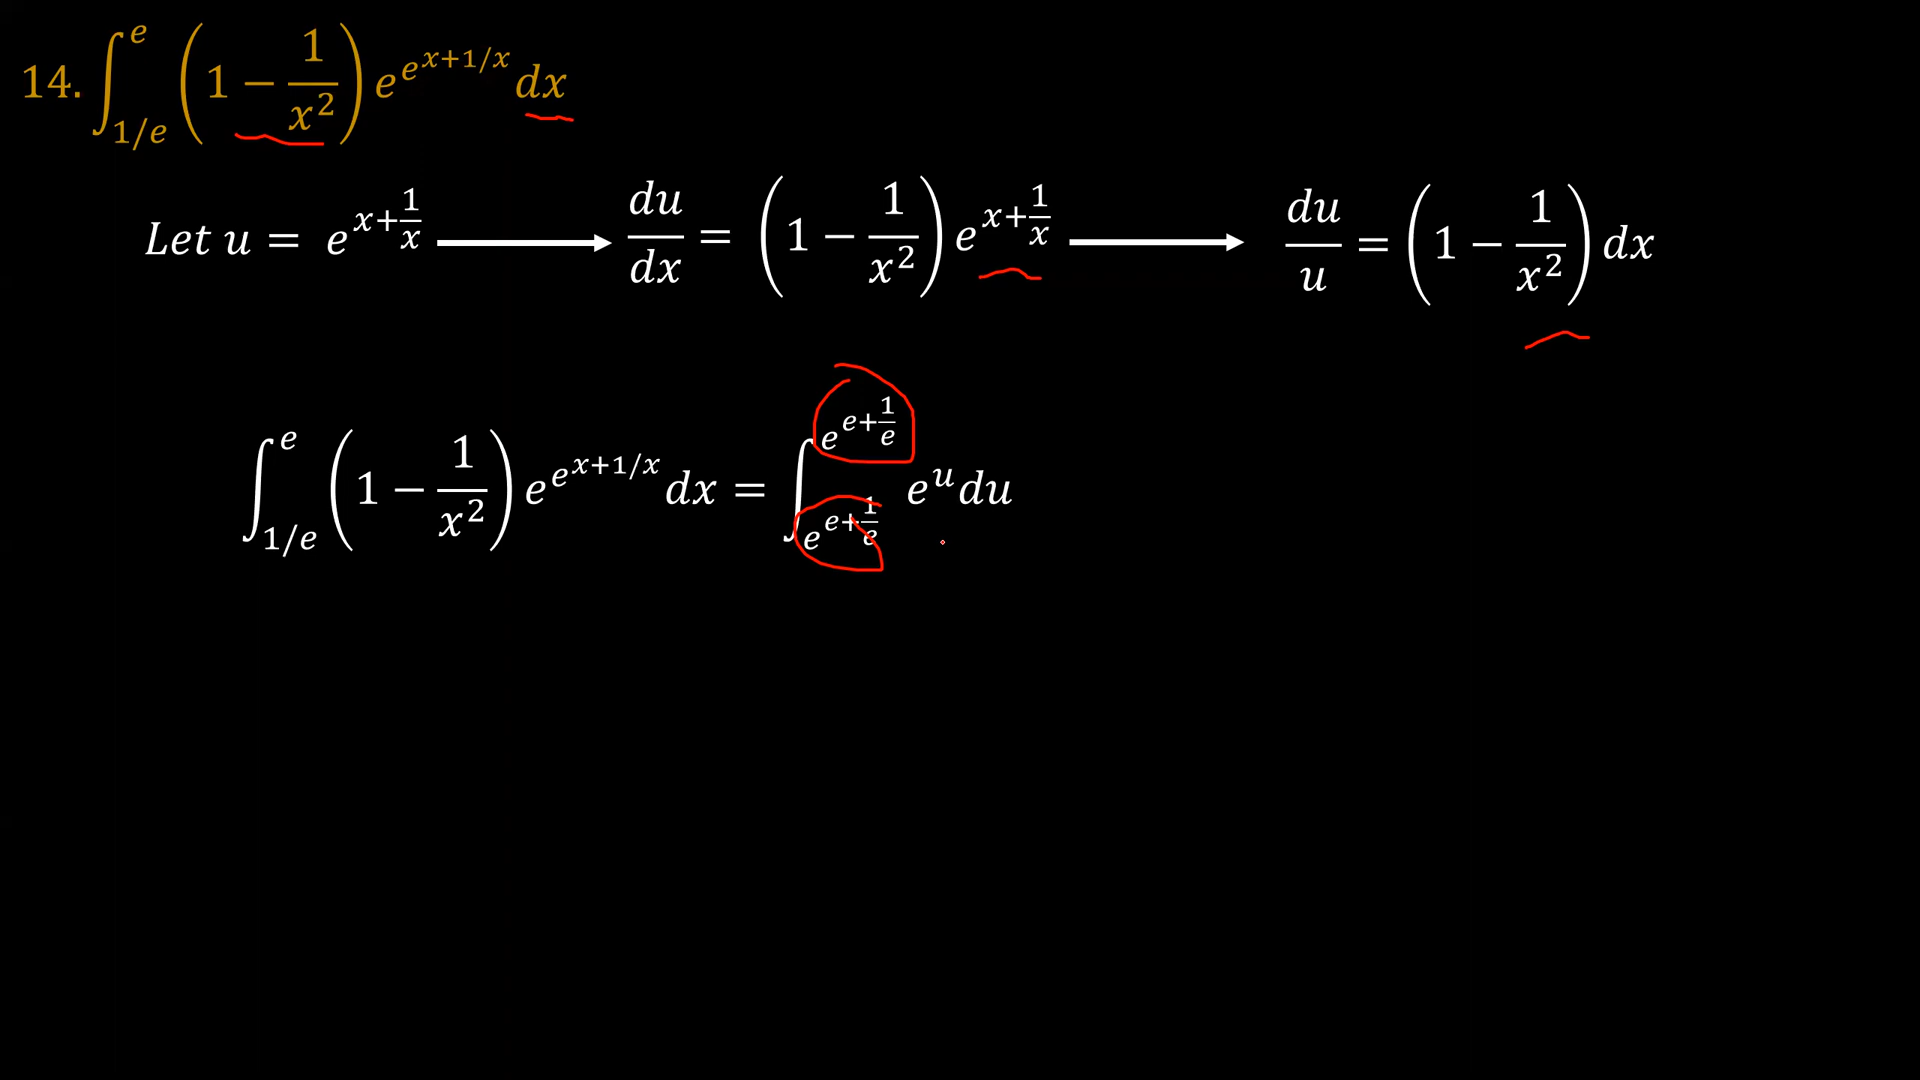 14. ∫_{1/e}^{e} (1 − 1/x²) e^{e^{x+1/x}} dx
Let u = e^{x+1/x} ⟶ du/dx = (1 − 1/x²) e^{x+1/x} ⟶ du/u = (1 − 1/x²) dx
∫_{1/e}^{e} (1 − 1/x²) e^{e^{x+1/x}} dx = ∫_{e^{e+1/e}}^{e^{e+1/e}} e^u du